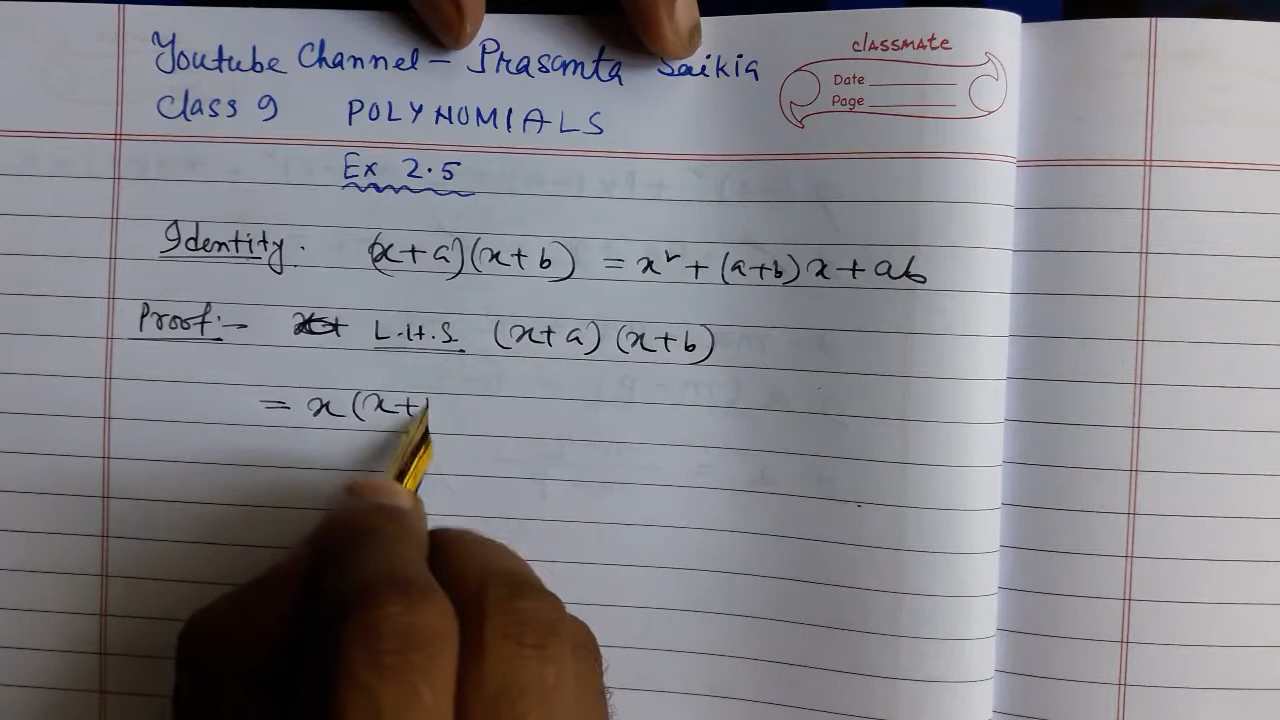 Youtube Channel - Prasanta Saikia
classmate
Date
Page
Class 9 POLYNOMIALS
Ex 2.5
Identity. (x+a)(x+b) = x² + (a+b)x + ab
Proof:- L.H.S. (x+a)(x+b)
= x(x+